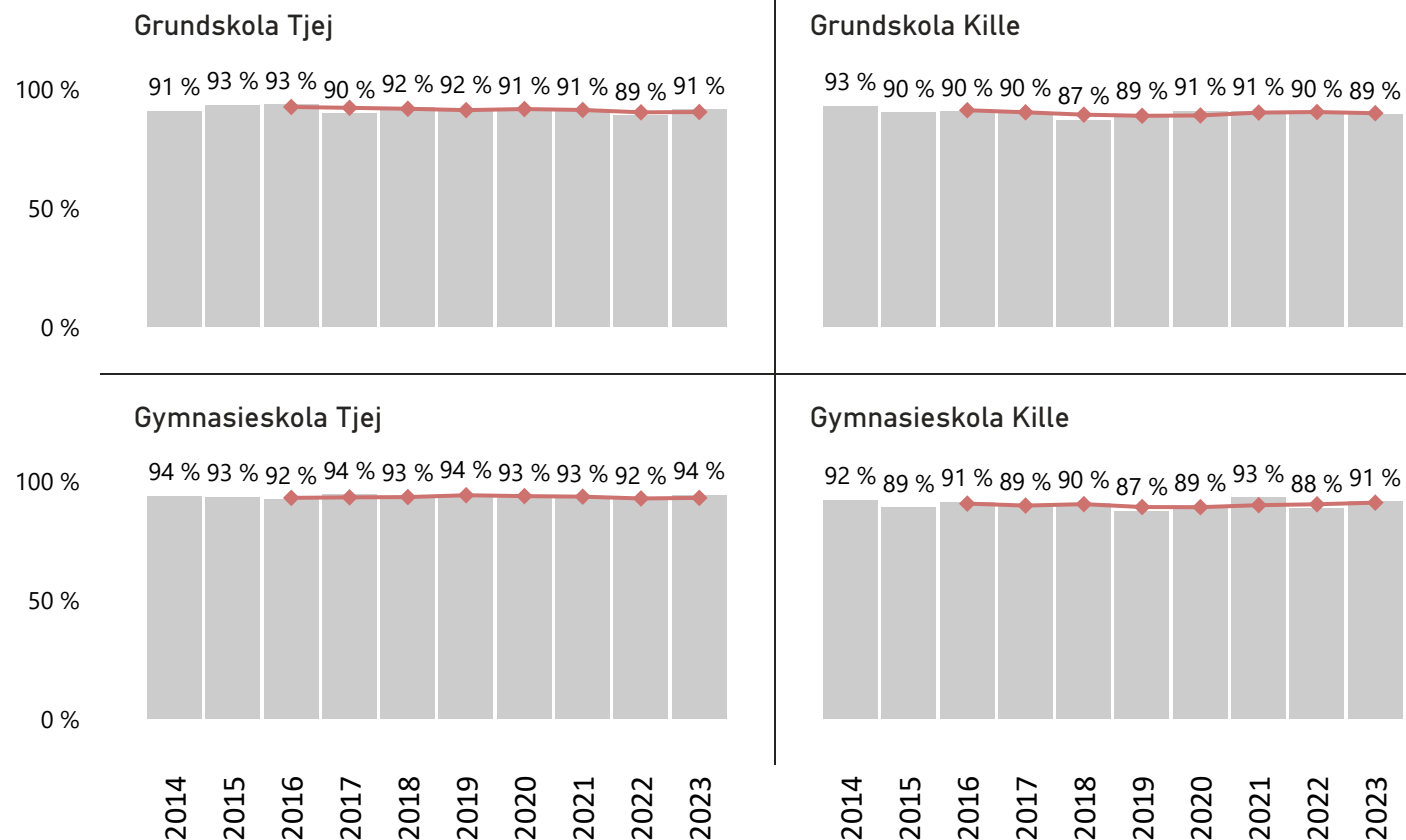 Grundskola Tjej
100 %
50 %
0 %
91 % 93 % 93 % 90 % 92 % 92 % 91 % 91 % 89 % 91 %
Grundskola Kille
93 % 90 % 90 % 90 % 87 % 89 % 91 % 91 % 90 % 89 %
Gymnasieskola Tjej
100 %
50 %
0 %
94 % 93 % 92 % 94 % 93 % 94 % 93 % 93 % 92 % 94 %
2014 2015 2016 2017 2018 2019 2020 2021 2022 2023
Gymnasieskola Kille
92 % 89 % 91 % 89 % 90 % 87 % 89 % 93 % 88 % 91 %
2014 2015 2016 2017 2018 2019 2020 2021 2022 2023